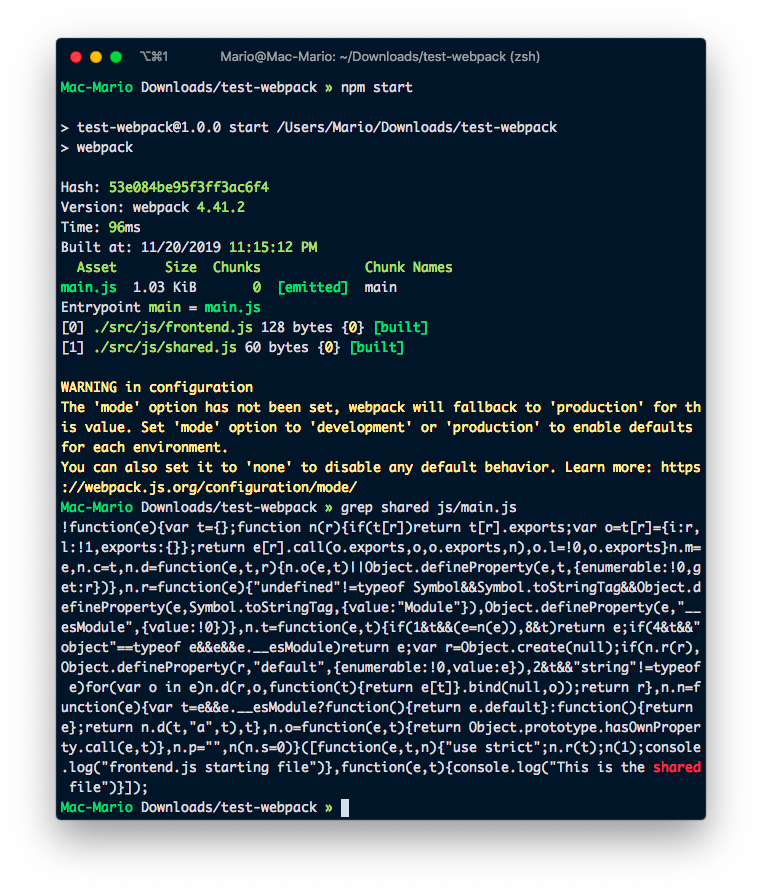 ⌥⌘1 Mario@Mac-Mario: ~/Downloads/test-webpack (zsh)
Mac-Mario Downloads/test-webpack » npm start
> test-webpack@1.0.0 start /Users/Mario/Downloads/test-webpack
> webpack
Hash: 53e084be95f3ff3ac6f4
Version: webpack 4.41.2
Time: 96ms
Built at: 11/20/2019 11:15:12 PM
Asset Size Chunks Chunk Names
main.js 1.03 KiB 0 [emitted] main
Entrypoint main = main.js
[0] ./src/js/frontend.js 128 bytes {0} [built]
[1] ./src/js/shared.js 60 bytes {0} [built]
WARNING in configuration
The 'mode' option has not been set, webpack will fallback to 'production' for th
is value. Set 'mode' option to 'development' or 'production' to enable defaults
for each environment.
You can also set it to 'none' to disable any default behavior. Learn more: https
://webpack.js.org/configuration/mode/
Mac-Mario Downloads/test-webpack » grep shared js/main.js
!function(e){var t={};function n(r){if(t[r])return t[r].exports;var o=t[r]={i:r,
l:!1,exports:{}};return e[r].call(o.exports,o,o.exports,n),o.l=!0,o.exports}n.m=
e,n.c=t,n.d=function(e,t,r){n.o(e,t)||Object.defineProperty(e,t,{enumerable:!0,g
et:r})},n.r=function(e){"undefined"!=typeof Symbol&&Symbol.toStringTag&&Object.d
efineProperty(e,Symbol.toStringTag,{value:"Module"}),Object.defineProperty(e,"__
esModule",{value:!0})},n.t=function(e,t){if(1&t&&(e=n(e)),8&t)return e;if(4&t&&"
object"==typeof e&&e&&e.__esModule)return e;var r=Object.create(null);if(n.r(r),
Object.defineProperty(r,"default",{enumerable:!0,value:e}),2&t&&"string"!=typeof
e)for(var o in e)n.d(r,o,function(t){return e[t]}.bind(null,o));return r},n.n=f
unction(e){var t=e&&e.__esModule?function(){return e.default}:function(){return
e};return n.d(t,"a",t),t},n.o=function(e,t){return Object.prototype.hasOwnProper
ty.call(e,t)},n.p="",n(n.s=0)}([function(e,t,n){"use strict";n.r(t);n(1);console
.log("frontend.js starting file")},function(e,t){console.log("This is the shared
file")}]);
Mac-Mario Downloads/test-webpack »